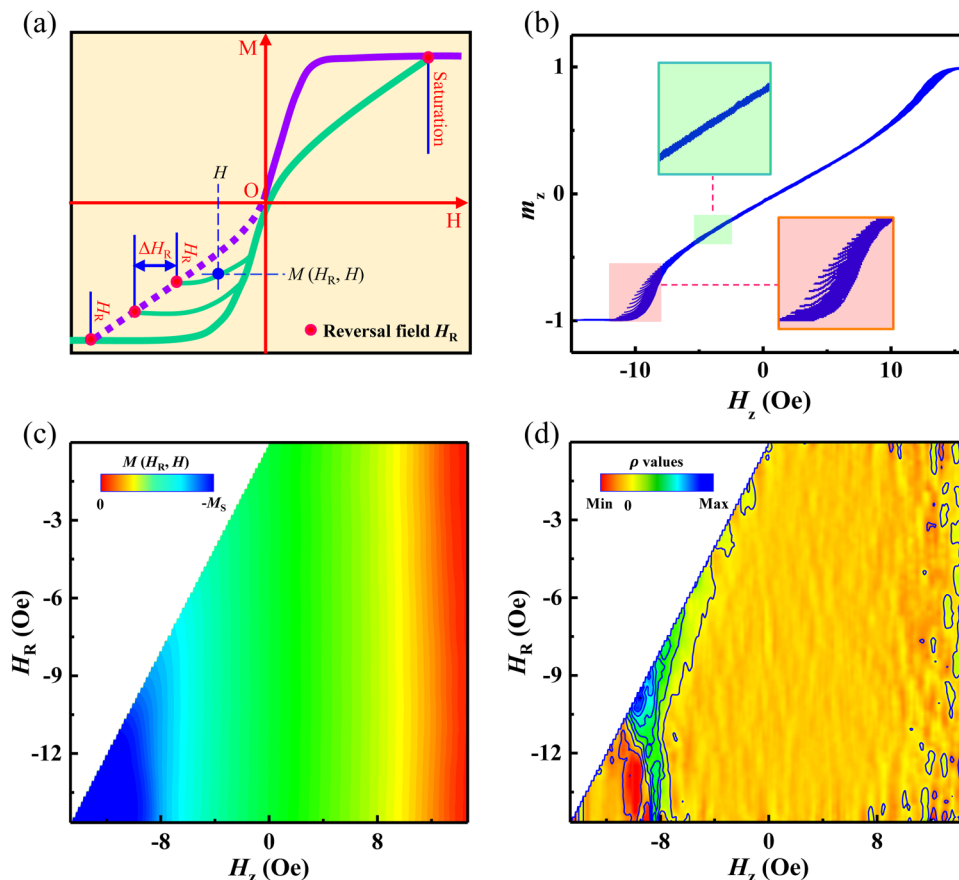 (a)
M
Saturation
H
O
H
ΔH_R
H_R
M (H_R, H)
H_R
Reversal field H_R
(b)
1
0
-1
m_z
-10
0
10
H_z (Oe)
(c)
M (H_R, H)
0
-M_S
-3
-6
-9
-12
H_R (Oe)
-8
0
8
H_z (Oe)
(d)
ρ values
Min
0
Max
-3
-6
-9
-12
H_R (Oe)
-8
0
8
H_z (Oe)